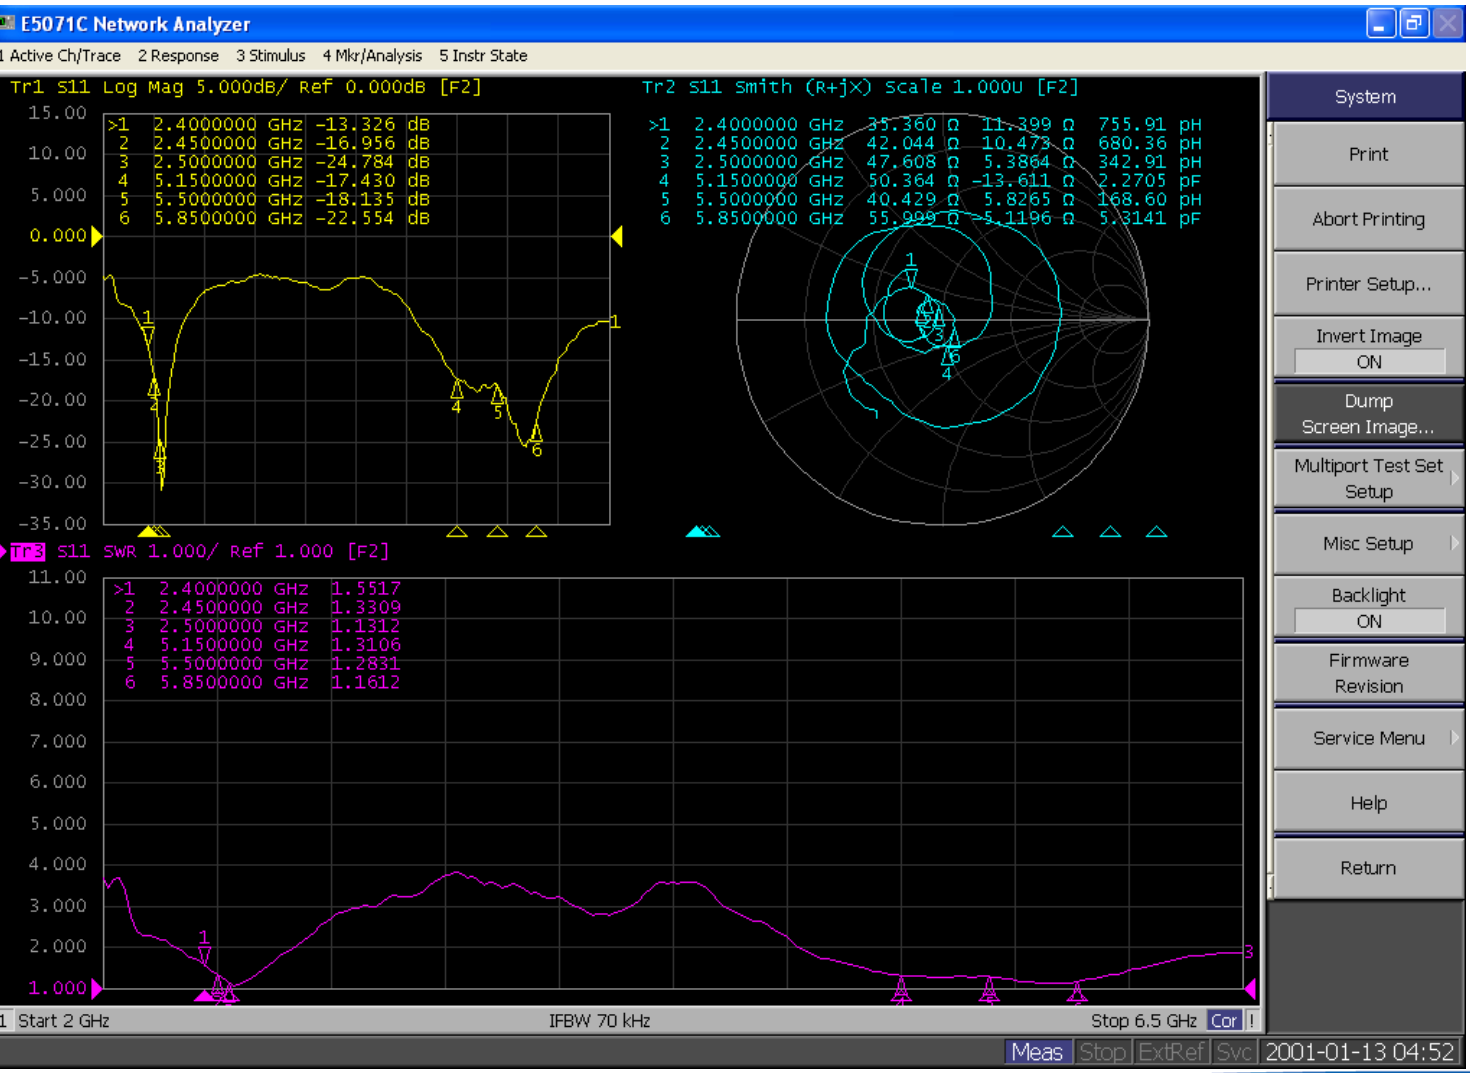 E5071C Network Analyzer
1 Active Ch/Trace 2 Response 3 Stimulus 4 Mkr/Analysis 5 Instr State
Tr1 S11 Log Mag 5.000dB/ Ref 0.000dB [F2]
15.00
10.00
5.000
0.000
-5.000
-10.00
-15.00
-20.00
-25.00
-30.00
-35.00
>1 2.4000000 GHz -13.326 dB
2 2.4500000 GHz -16.956 dB
3 2.5000000 GHz -24.784 dB
4 5.1500000 GHz -17.430 dB
5 5.5000000 GHz -18.135 dB
6 5.8500000 GHz -22.554 dB
1
2
3
4
5
6
1
Tr2 S11 Smith (R+jX) Scale 1.000U [F2]
>1 2.4000000 GHz 35.360 Ω 11.399 Ω 755.91 pH
2 2.4500000 GHz 42.044 Ω 10.473 Ω 680.36 pH
3 2.5000000 GHz 47.608 Ω 5.3864 Ω 342.91 pH
4 5.1500000 GHz 50.364 Ω -13.611 Ω 2.2705 pF
5 5.5000000 GHz 40.429 Ω 5.8265 Ω 168.60 pH
6 5.8500000 GHz 55.999 Ω -5.1196 Ω 5.3141 pF
1
3
6
4
Tr3 S11 SWR 1.000/ Ref 1.000 [F2]
11.00
10.00
9.000
8.000
7.000
6.000
5.000
4.000
3.000
2.000
1.000
>1 2.4000000 GHz 1.5517
2 2.4500000 GHz 1.3309
3 2.5000000 GHz 1.1312
4 5.1500000 GHz 1.3106
5 5.5000000 GHz 1.2831
6 5.8500000 GHz 1.1612
1
3
1 Start 2 GHz IFBW 70 kHz Stop 6.5 GHz Cor !
Meas Stop ExtRef Svc 2001-01-13 04:52
System
Print
Abort Printing
Printer Setup...
Invert Image
ON
Dump
Screen Image...
Multiport Test Set
Setup
Misc Setup
Backlight
ON
Firmware
Revision
Service Menu
Help
Return